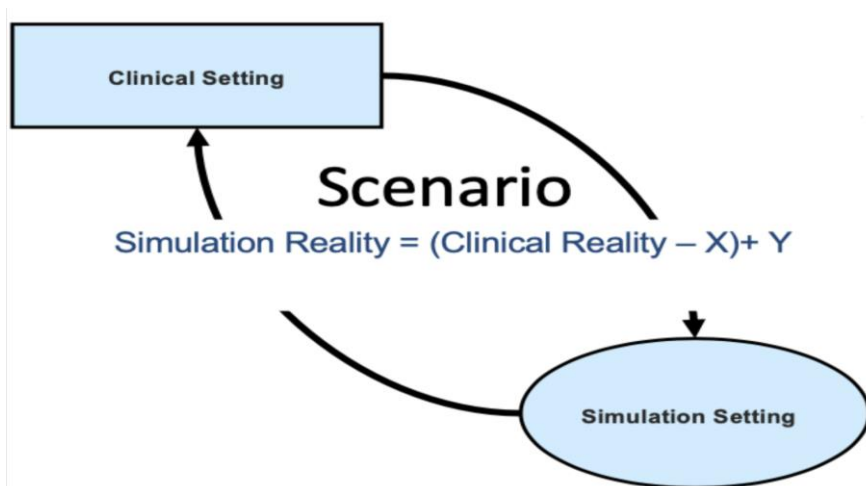 Clinical Setting
Scenario
Simulation Reality = (Clinical Reality – X)+ Y
Simulation Setting